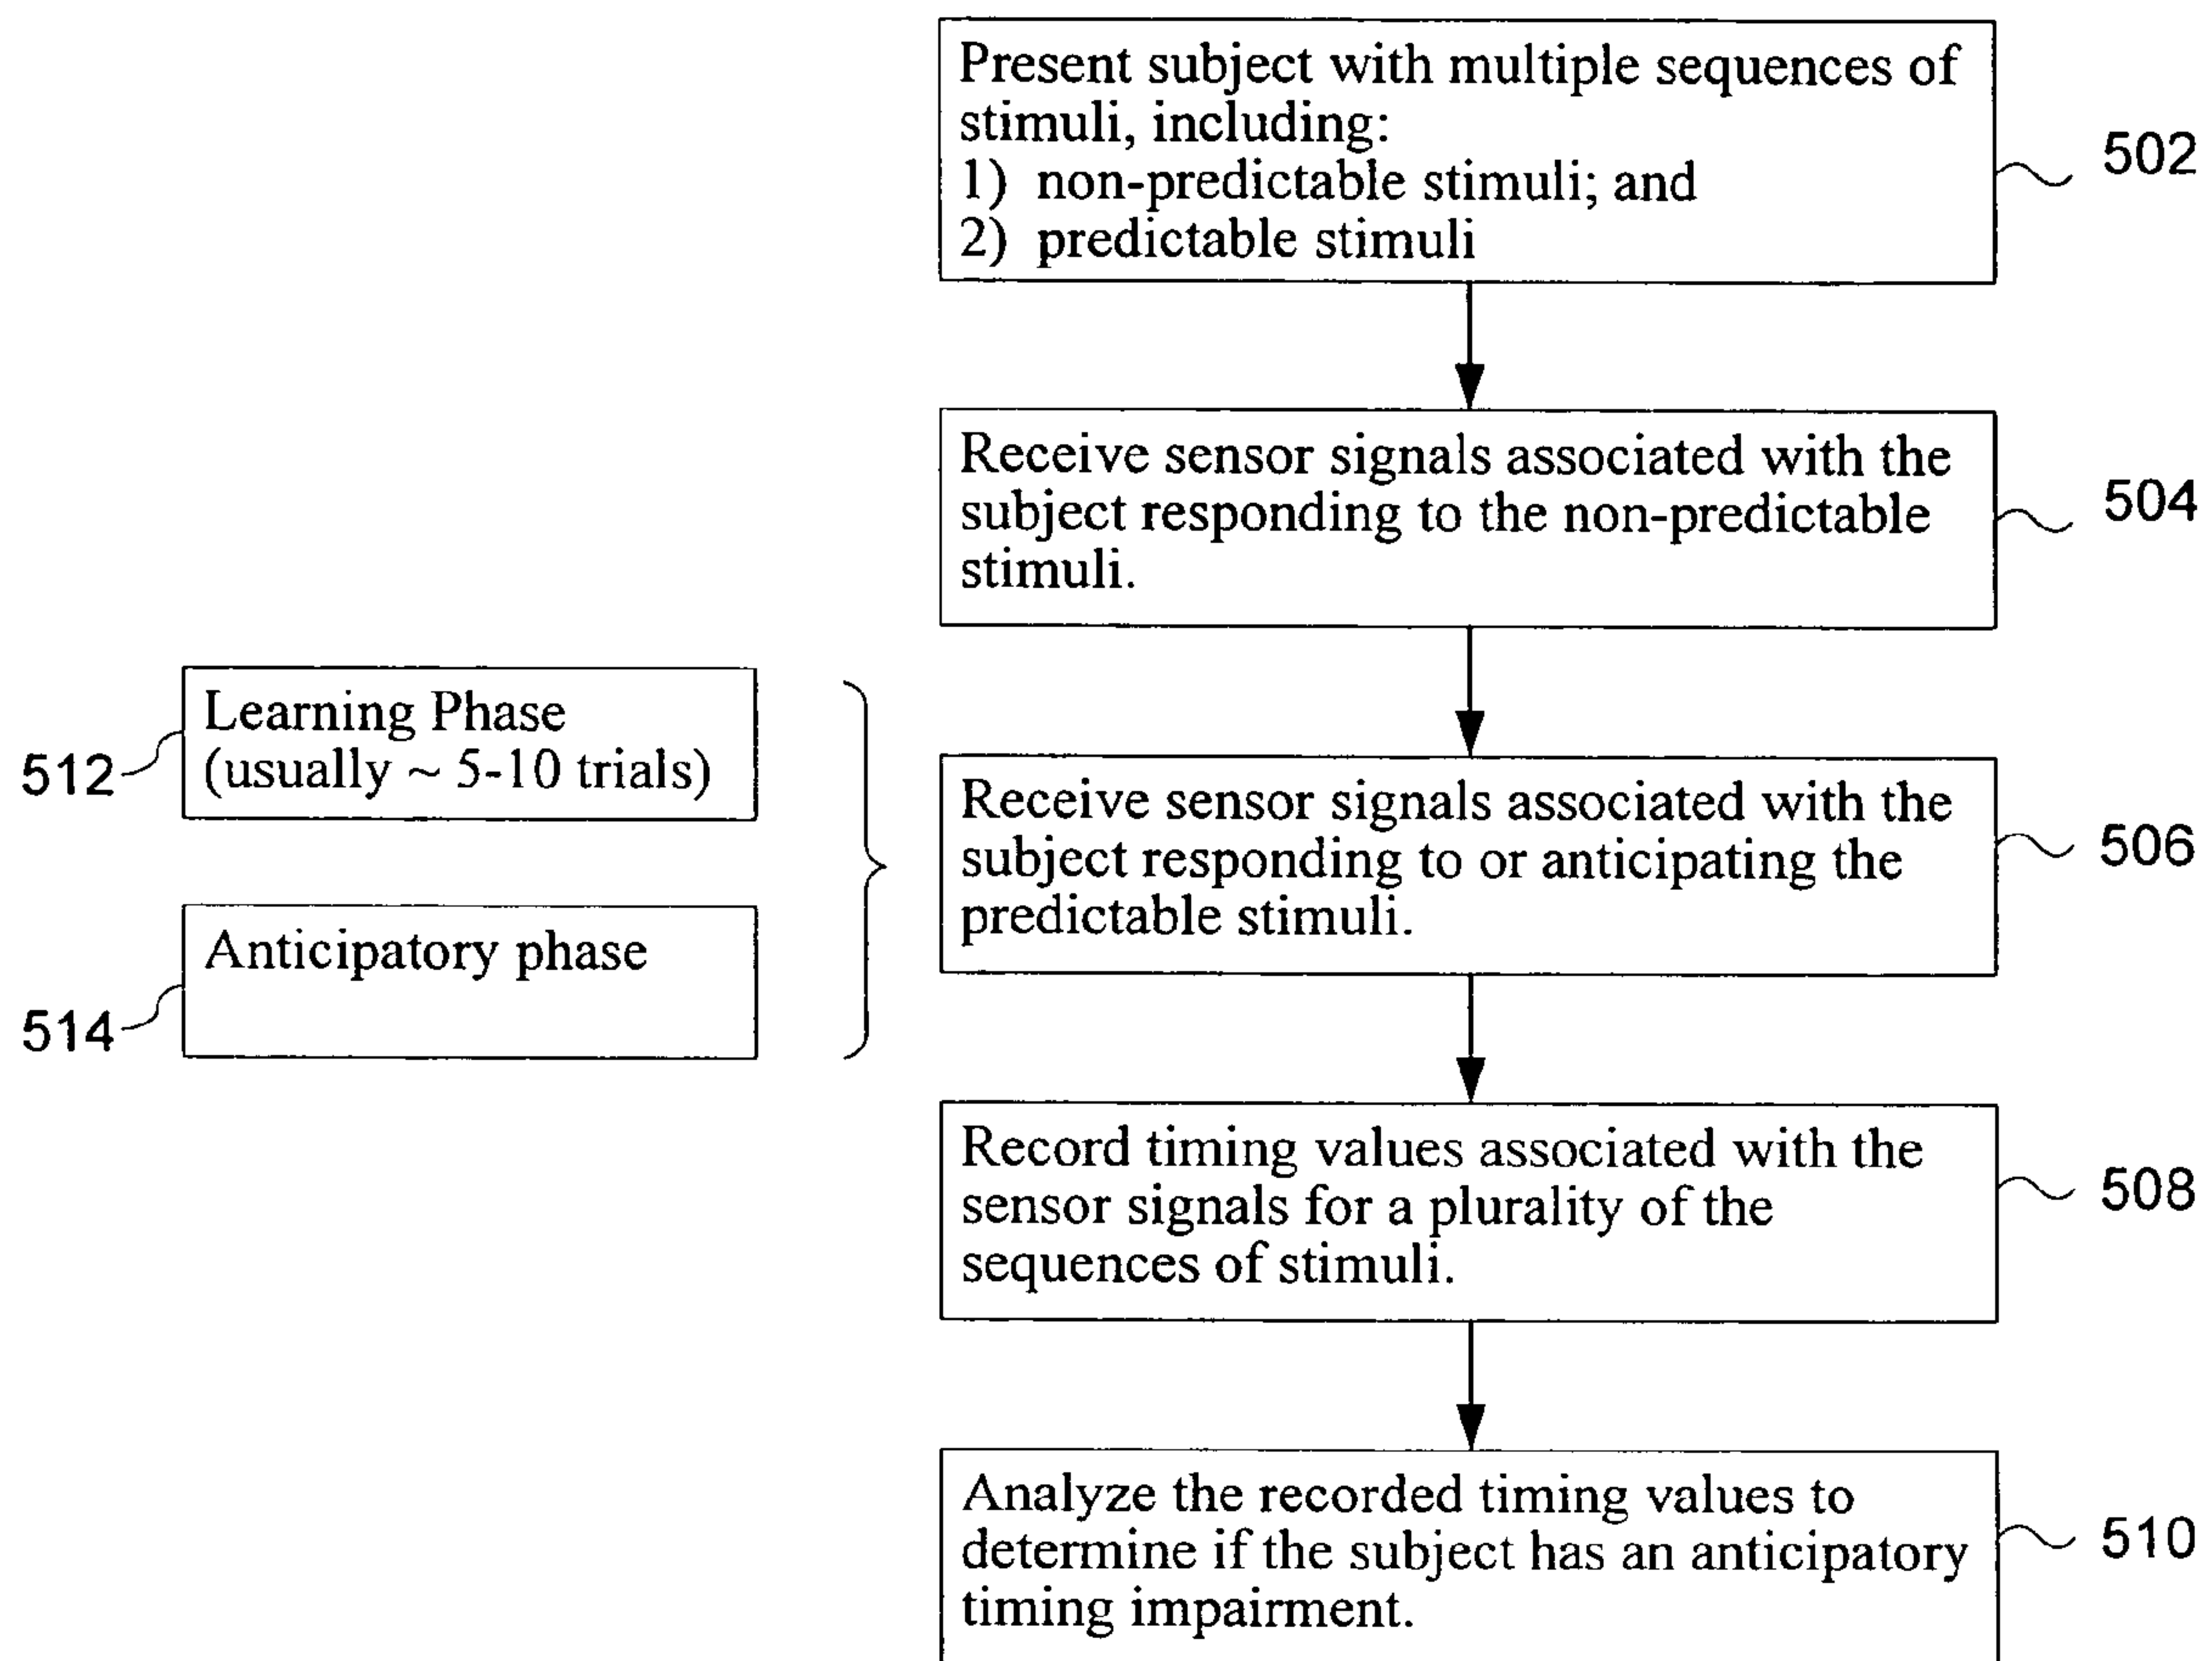 Present subject with multiple sequences of
stimuli, including:
1) non-predictable stimuli; and
2) predictable stimuli
502
Receive sensor signals associated with the
subject responding to the non-predictable
stimuli.
504
Learning Phase
(usually ~ 5-10 trials)
512
Anticipatory phase
514
Receive sensor signals associated with the
subject responding to or anticipating the
predictable stimuli.
506
Record timing values associated with the
sensor signals for a plurality of the
sequences of stimuli.
508
Analyze the recorded timing values to
determine if the subject has an anticipatory
timing impairment.
510